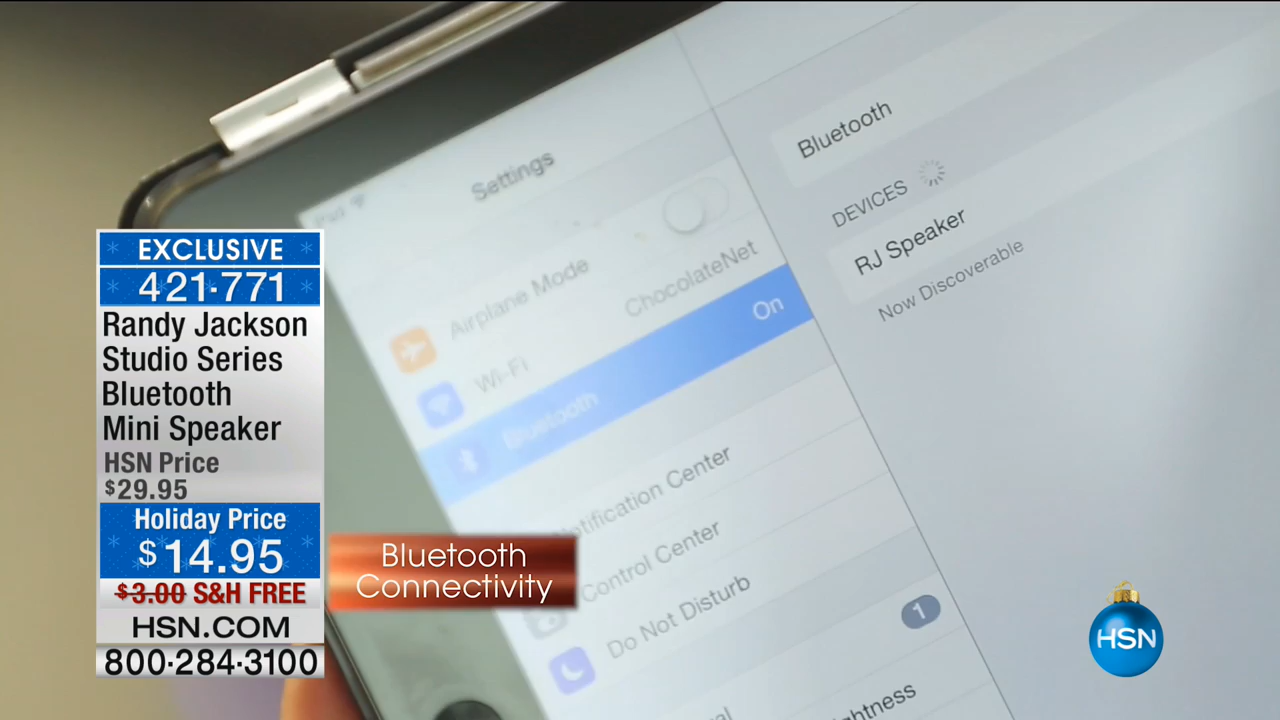 EXCLUSIVE
421·771
Randy Jackson
Studio Series
Bluetooth
Mini Speaker
HSN Price
$29.95
Holiday Price
$14.95
$3.00 S&H FREE
HSN.COM
800·284·3100
Bluetooth
Connectivity
HSN
iPad
Settings
Airplane Mode
Wi-Fi ChocolateNet
Bluetooth On
Notification Center
Control Center
Do Not Disturb
1
Bluetooth
DEVICES
RJ Speaker
Now Discoverable